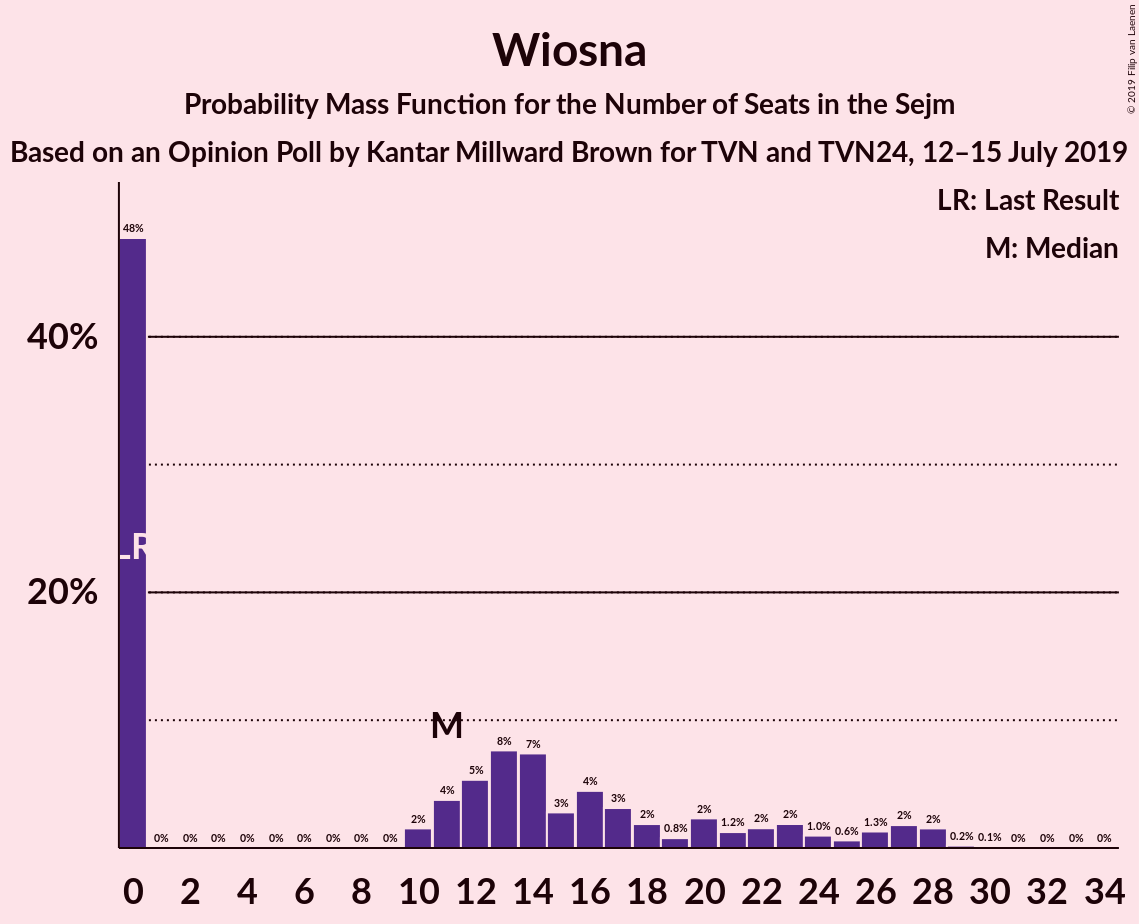 Wiosna
Probability Mass Function for the Number of Seats in the Sejm
Based on an Opinion Poll by Kantar Millward Brown for TVN and TVN24, 12–15 July 2019
© 2019 Filip van Laenen
LR: Last Result
M: Median
40%
20%
48%
LR
0% 0% 0% 0% 0% 0% 0% 0% 0% 2% 4% 5% 8% 7% 3% 4% 3% 2% 0.8% 2% 1.2% 2% 2% 1.0% 0.6% 1.3% 2% 2% 0.2% 0.1% 0% 0% 0% 0%
M
0 2 4 6 8 10 12 14 16 18 20 22 24 26 28 30 32 34